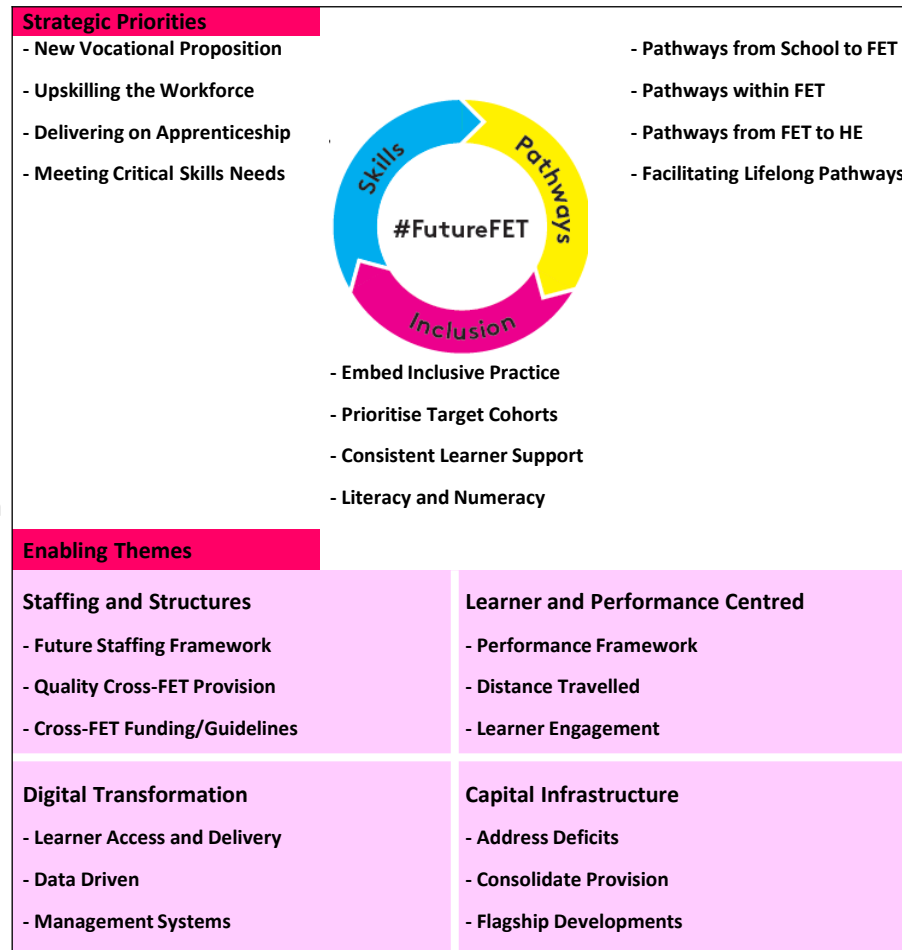 Strategic Priorities
- New Vocational Proposition
- Upskilling the Workforce
- Delivering on Apprenticeship
- Meeting Critical Skills Needs
- Pathways from School to FET
- Pathways within FET
- Pathways from FET to HE
- Facilitating Lifelong Pathways
Skills
Pathways
#FutureFET
Inclusion
- Embed Inclusive Practice
- Prioritise Target Cohorts
- Consistent Learner Support
- Literacy and Numeracy
Enabling Themes
Staffing and Structures
- Future Staffing Framework
- Quality Cross-FET Provision
- Cross-FET Funding/Guidelines
Learner and Performance Centred
- Performance Framework
- Distance Travelled
- Learner Engagement
Digital Transformation
- Learner Access and Delivery
- Data Driven
- Management Systems
Capital Infrastructure
- Address Deficits
- Consolidate Provision
- Flagship Developments